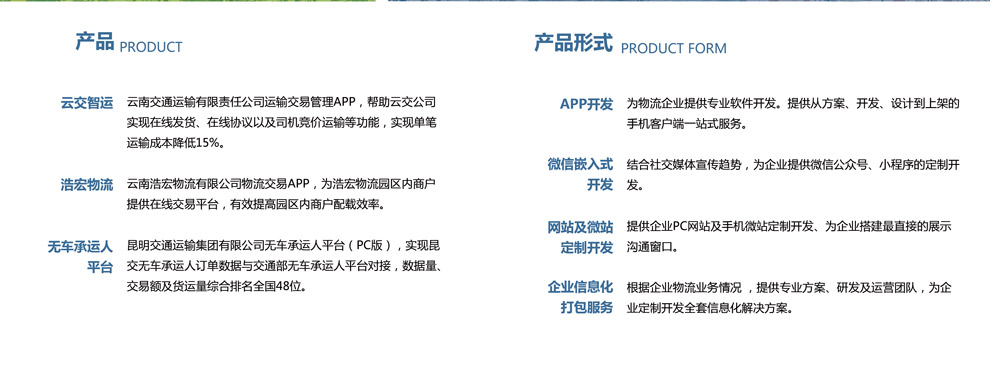 产品 PRODUCT
云交智运 云南交通运输有限责任公司运输交易管理APP，帮助云交公司
实现在线发货、在线协议以及司机竞价运输等功能，实现单笔
运输成本降低15%。
浩宏物流 云南浩宏物流有限公司物流交易APP，为浩宏物流园区内商户
提供在线交易平台，有效提高园区内商户配载效率。
无车承运人 昆明交通运输集团有限公司无车承运人平台（PC版），实现昆
平台 交无车承运人订单数据与交通部无车承运人平台对接，数据量、
交易额及货运量综合排名全国48位。
产品形式 PRODUCT FORM
APP开发 为物流企业提供专业软件开发。提供从方案、开发、设计到上架的
手机客户端一站式服务。
微信嵌入式 结合社交媒体宣传趋势，为企业提供微信公众号、小程序的定制开
开发 发。
网站及微站 提供企业PC网站及手机微站定制开发、为企业搭建最直接的展示
定制开发 沟通窗口。
企业信息化 根据企业物流业务情况 ，提供专业方案、研发及运营团队，为企
打包服务 业定制开发全套信息化解决方案。